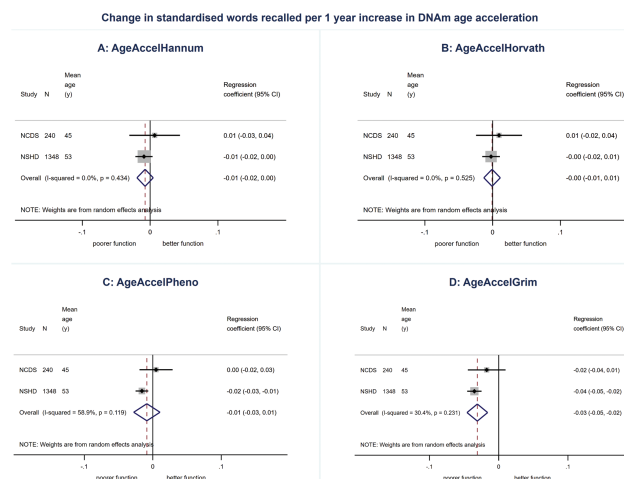 Change in standardised words recalled per 1 year increase in DNAm age acceleration
A: AgeAccelHannum
Mean
age
Regression
Study N (y) coefficient (95% CI)
NCDS 240 45 0.01 (-0.03, 0.04)
NSHD 1348 53 -0.01 (-0.02, 0.00)
Overall (I-squared = 0.0%, p = 0.434) -0.01 (-0.02, 0.00)
NOTE: Weights are from random effects analysis
-.1 0 .1
poorer function better function
B: AgeAccelHorvath
Mean
age
Regression
Study N (y) coefficient (95% CI)
NCDS 240 45 0.01 (-0.02, 0.04)
NSHD 1348 53 -0.00 (-0.02, 0.01)
Overall (I-squared = 0.0%, p = 0.525) -0.00 (-0.01, 0.01)
NOTE: Weights are from random effects analysis
-.1 0 .1
poorer function better function
C: AgeAccelPheno
Mean
age
Regression
Study N (y) coefficient (95% CI)
NCDS 240 45 0.00 (-0.02, 0.03)
NSHD 1348 53 -0.02 (-0.03, -0.01)
Overall (I-squared = 58.9%, p = 0.119) -0.01 (-0.03, 0.01)
NOTE: Weights are from random effects analysis
-.1 0 .1
poorer function better function
D: AgeAccelGrim
Mean
age
Regression
Study N (y) coefficient (95% CI)
NCDS 240 45 -0.02 (-0.04, 0.01)
NSHD 1348 53 -0.04 (-0.05, -0.02)
Overall (I-squared = 30.4%, p = 0.231) -0.03 (-0.05, -0.02)
NOTE: Weights are from random effects analysis
-.1 0 .1
poorer function better function